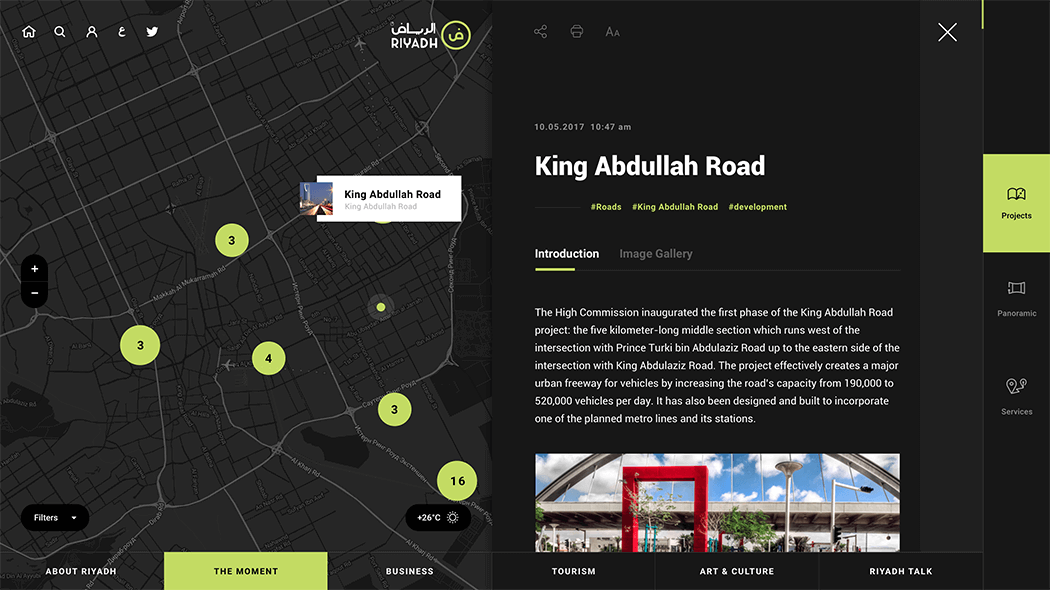 ع
الرياض
RIYADH
ض
AA
10.05.2017 10:47 am
King Abdullah Road
#Roads #King Abdullah Road #development
Introduction Image Gallery
The High Commission inaugurated the first phase of the King Abdullah Road
project: the five kilometer-long middle section which runs west of the
intersection with Prince Turki bin Abdulaziz Road up to the eastern side of the
intersection with King Abdulaziz Road. The project effectively creates a major
urban freeway for vehicles by increasing the road's capacity from 190,000 to
520,000 vehicles per day. It has also been designed and built to incorporate
one of the planned metro lines and its stations.
King Abdullah Road
King Abdullah Road
3
Makkah Al Mukarramah Rd
3
4
3
16
Al Kharj Rd
Al Kharj Rd
+
−
Filters
+26°C
Projects
Panoramic
Services
ABOUT RIYADH
THE MOMENT
BUSINESS
TOURISM
ART & CULTURE
RIYADH TALK